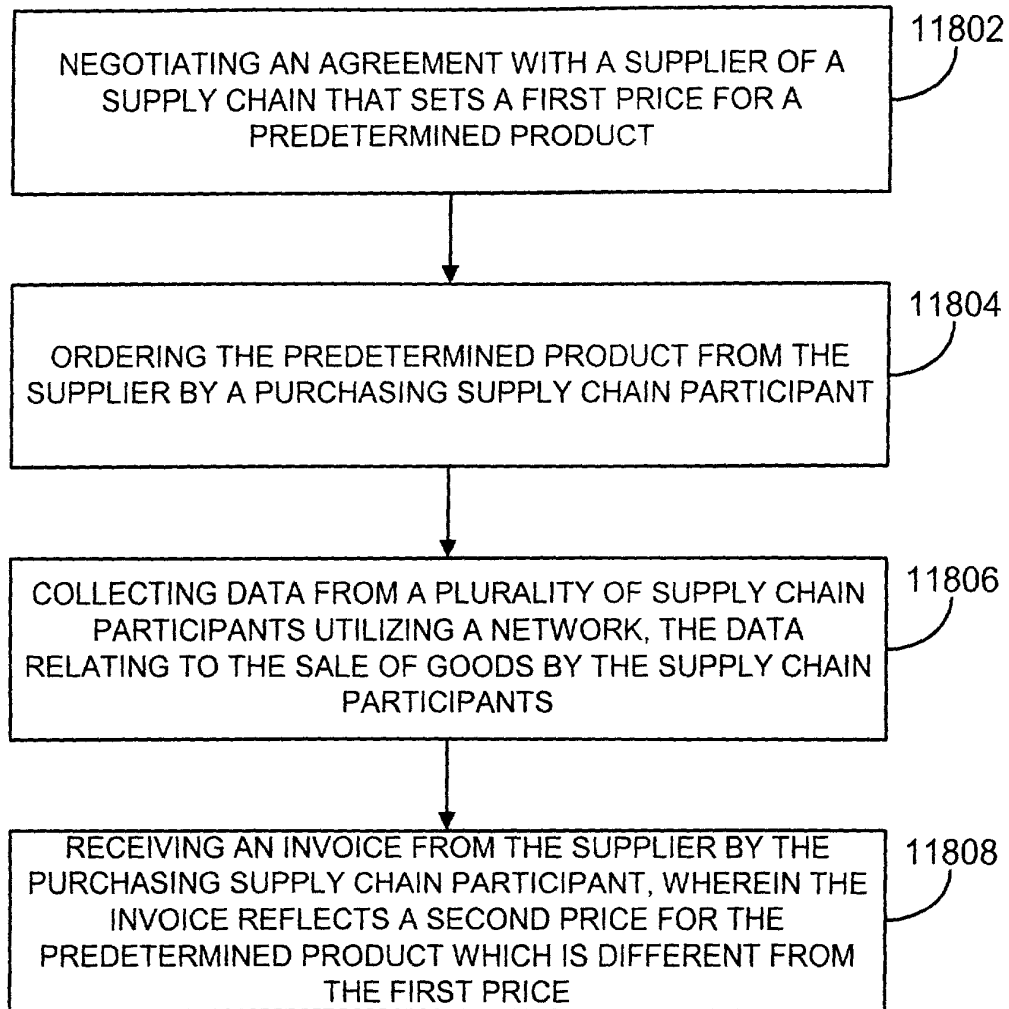 11802
NEGOTIATING AN AGREEMENT WITH A SUPPLIER OF A
SUPPLY CHAIN THAT SETS A FIRST PRICE FOR A
PREDETERMINED PRODUCT
11804
ORDERING THE PREDETERMINED PRODUCT FROM THE
SUPPLIER BY A PURCHASING SUPPLY CHAIN PARTICIPANT
11806
COLLECTING DATA FROM A PLURALITY OF SUPPLY CHAIN
PARTICIPANTS UTILIZING A NETWORK, THE DATA
RELATING TO THE SALE OF GOODS BY THE SUPPLY CHAIN
PARTICIPANTS
11808
RECEIVING AN INVOICE FROM THE SUPPLIER BY THE
PURCHASING SUPPLY CHAIN PARTICIPANT, WHEREIN THE
INVOICE REFLECTS A SECOND PRICE FOR THE
PREDETERMINED PRODUCT WHICH IS DIFFERENT FROM
THE FIRST PRICE